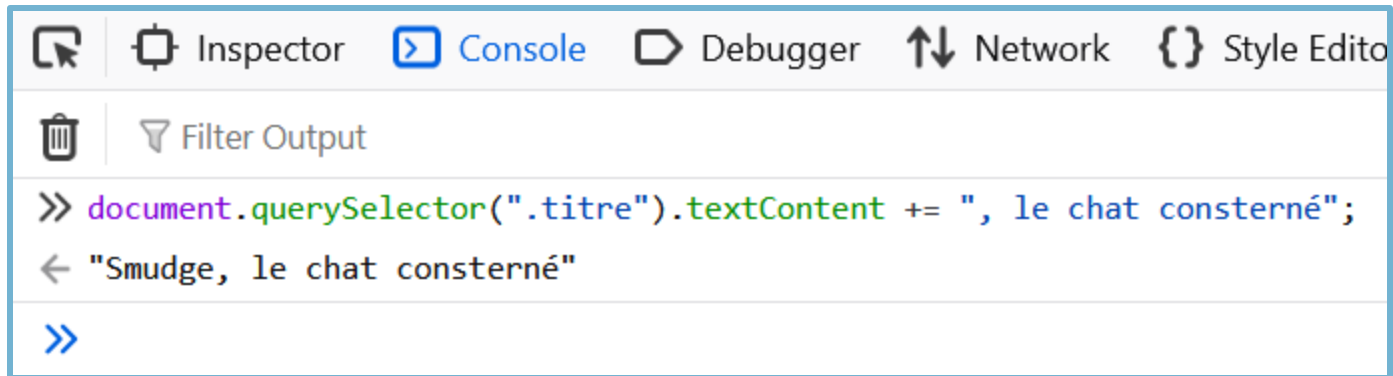 Inspector Console Debugger Network Style Edito
Filter Output
>> document.querySelector(".titre").textContent += ", le chat consterné";
← "Smudge, le chat consterné"
>>